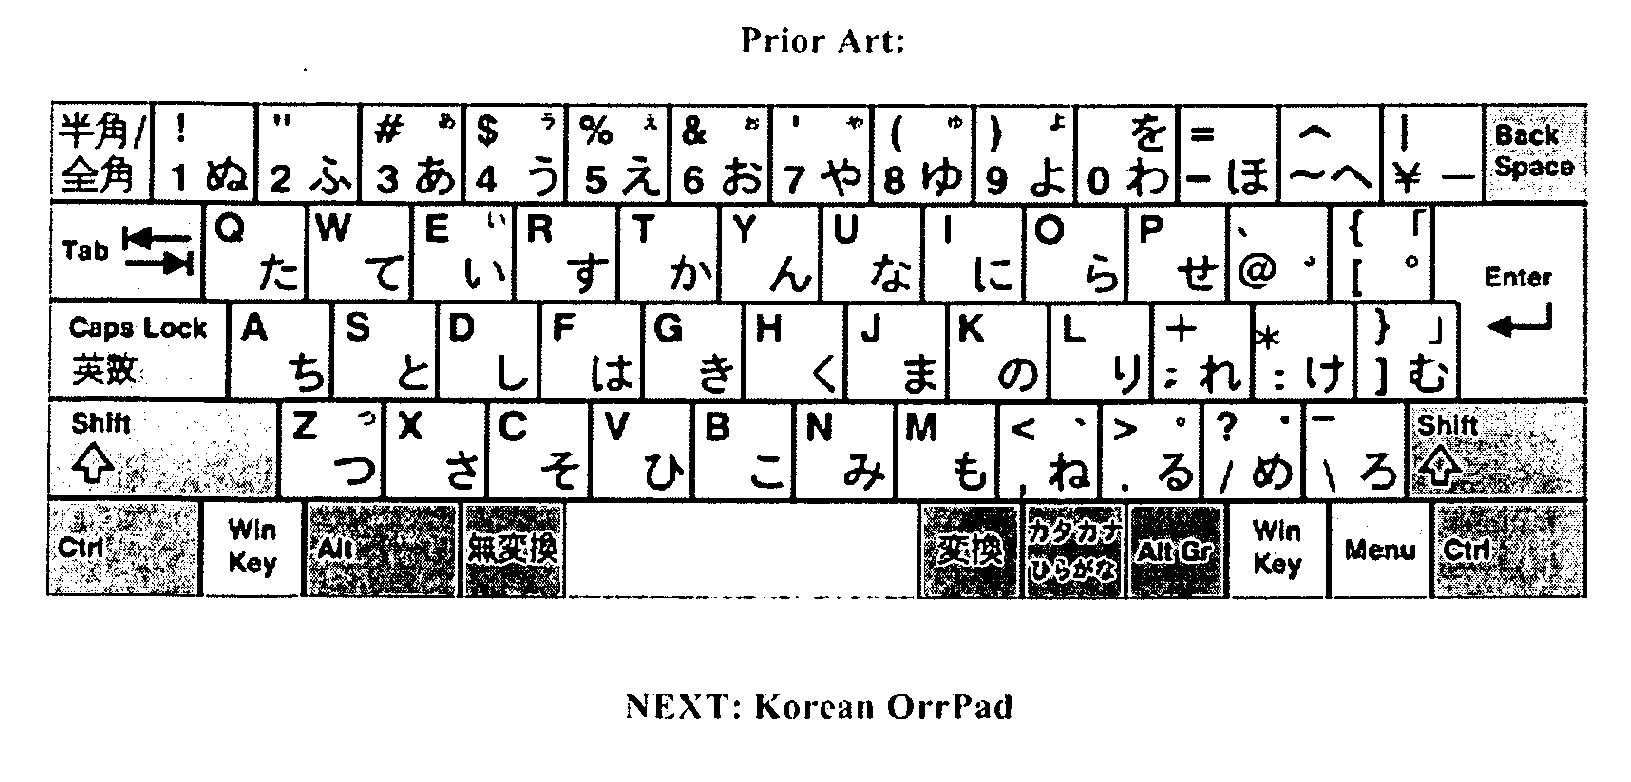 Prior Art:
半角/ ! " # ぁ $ ぅ % ぇ & ぉ ' ゃ ( ゅ ) ょ を = ^ | Back
全角 1 ぬ 2 ふ 3 あ 4 う 5 え 6 お 7 や 8 ゆ 9 よ 0 わ - ほ ~ へ ¥ ー Space
Q W E ぃ R T Y U I O P ` { 「
Tab た て い す か ん な に ら せ @ ゛ [ ゜ Enter
Caps Lock A S D F G H J K L + * } 」
英数 ち と し は き く ま の り ; れ : け ] む
Shift Z っ X C V B N M < 、 > 。 ? ・ _ Shift
つ さ そ ひ こ み も , ね . る / め \ ろ
Ctrl Win Key Alt 無変換 変換 カタカナ ひらがな Alt Gr Win Key Menu Ctrl
NEXT: Korean OrrPad